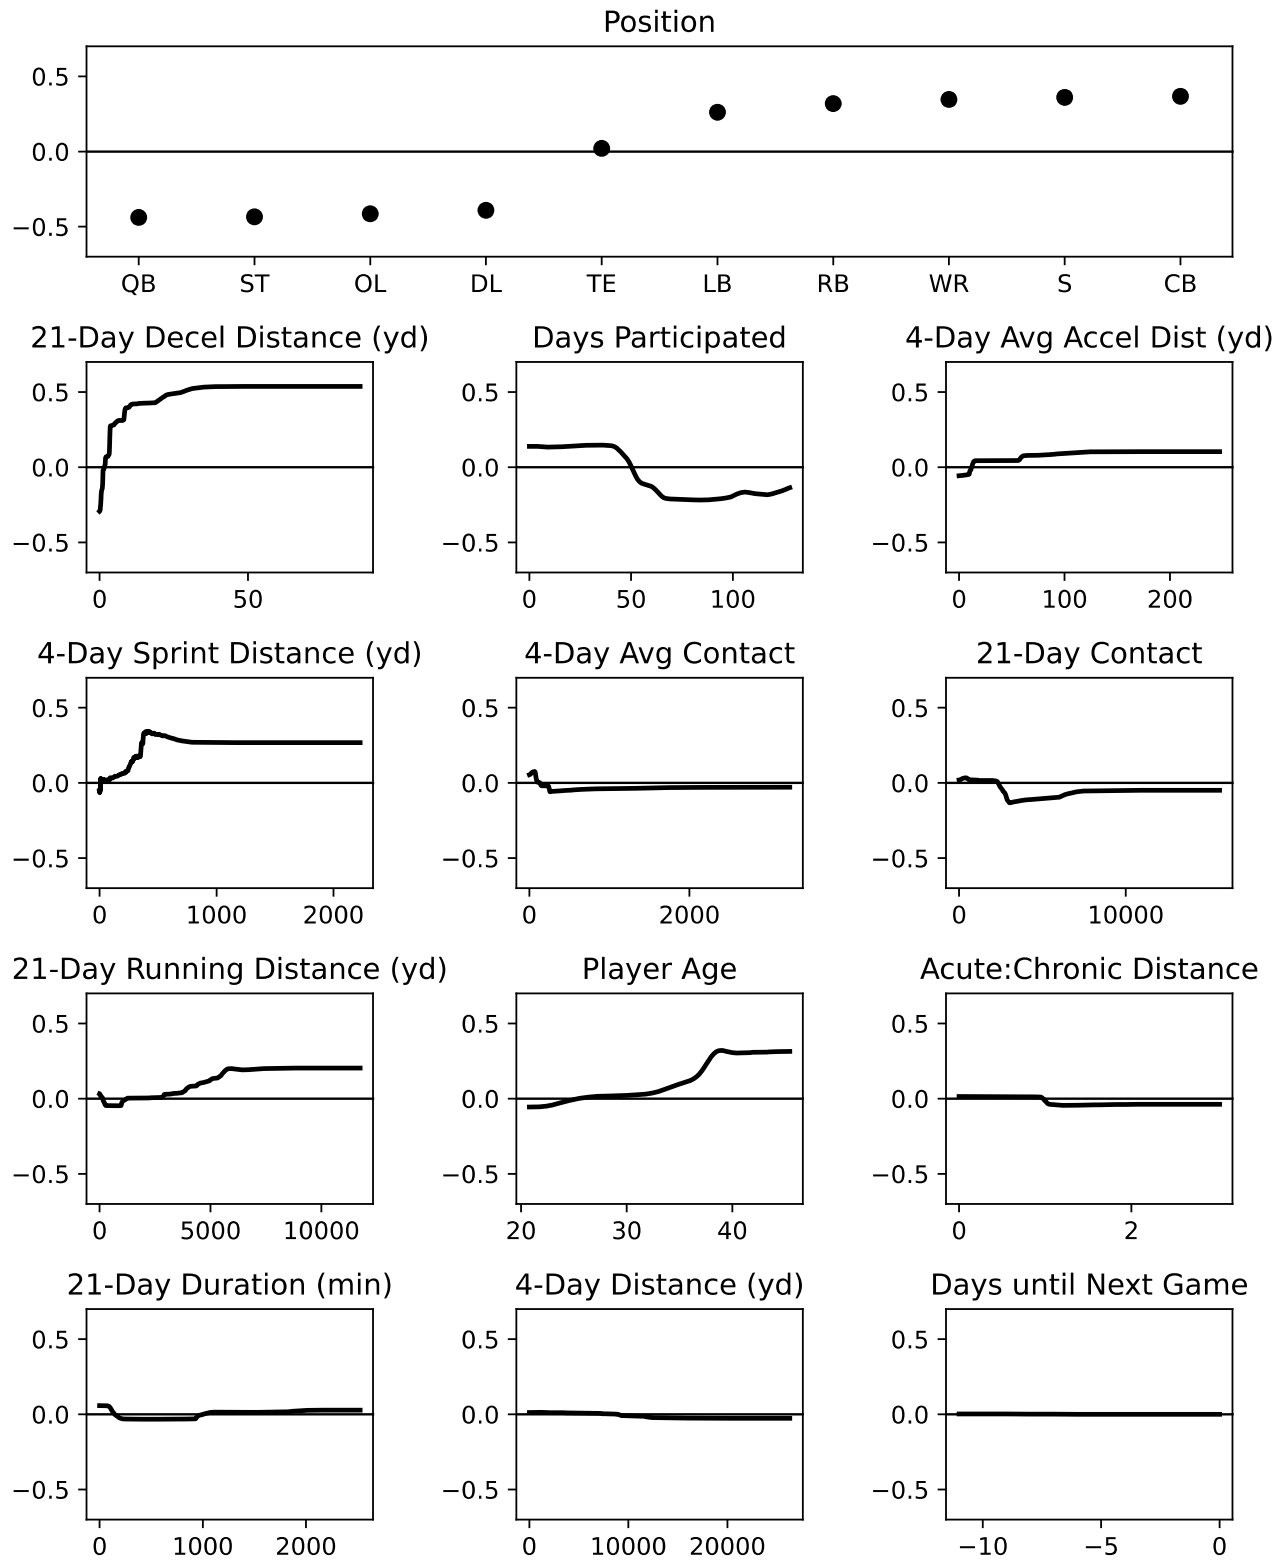 Position
0.5
0.0
−0.5
QB ST OL DL TE LB RB WR S CB
21-Day Decel Distance (yd) Days Participated 4-Day Avg Accel Dist (yd)
0.5 0.5 0.5
0.0 0.0 0.0
−0.5 −0.5 −0.5
0 50 0 50 100 0 100 200
4-Day Sprint Distance (yd) 4-Day Avg Contact 21-Day Contact
0.5 0.5 0.5
0.0 0.0 0.0
−0.5 −0.5 −0.5
0 1000 2000 0 2000 0 10000
21-Day Running Distance (yd) Player Age Acute:Chronic Distance
0.5 0.5 0.5
0.0 0.0 0.0
−0.5 −0.5 −0.5
0 5000 10000 20 30 40 0 2
21-Day Duration (min) 4-Day Distance (yd) Days until Next Game
0.5 0.5 0.5
0.0 0.0 0.0
−0.5 −0.5 −0.5
0 1000 2000 0 10000 20000 −10 −5 0